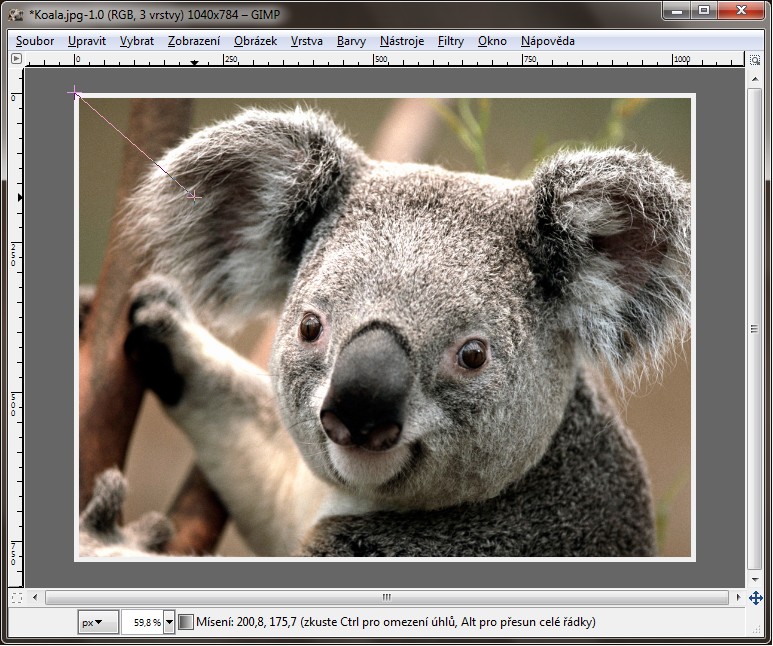 *Koala.jpg-1.0 (RGB, 3 vrstvy) 1040x784 – GIMP
Soubor Upravit Vybrat Zobrazení Obrázek Vrstva Barvy Nástroje Filtry Okno Nápověda
0 250 500 750 1000
0
250
500
750
px 59,8 % Mísení: 200,8, 175,7 (zkuste Ctrl pro omezení úhlů, Alt pro přesun celé řádky)